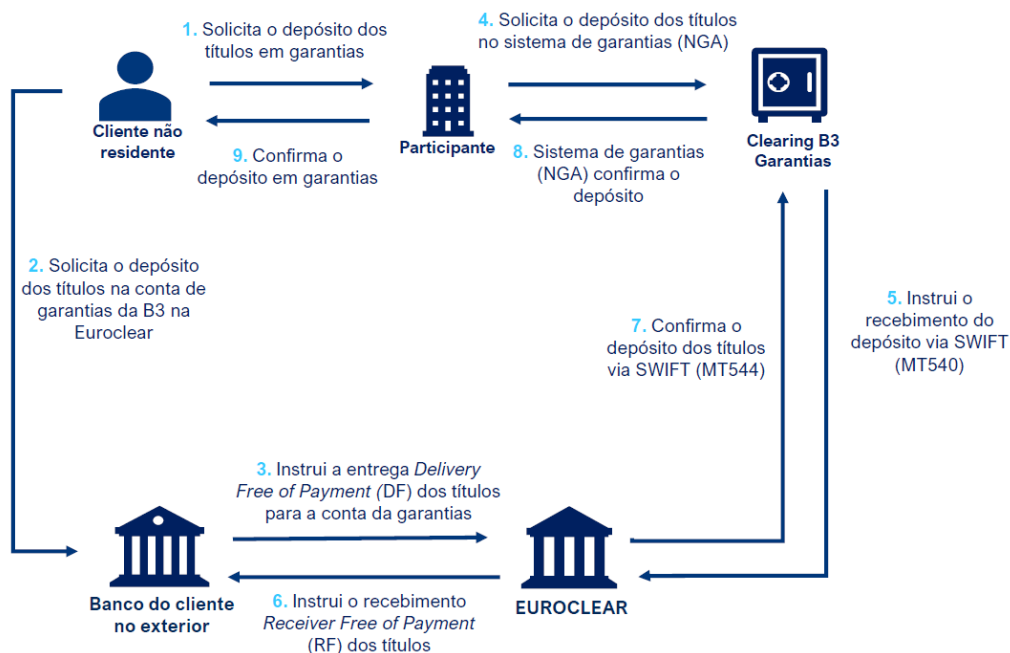 1. Solicita o depósito dos
títulos em garantias
4. Solicita o depósito dos títulos
no sistema de garantias (NGA)
Cliente não
residente
Participante
Clearing B3
Garantias
9. Confirma o
depósito em garantias
8. Sistema de garantias
(NGA) confirma o
depósito
2. Solicita o depósito
dos títulos na conta de
garantias da B3 na
Euroclear
7. Confirma o
depósito dos títulos
via SWIFT (MT544)
5. Instrui o
recebimento do
depósito via SWIFT
(MT540)
3. Instrui a entrega Delivery
Free of Payment (DF) dos títulos
para a conta da garantias
Banco do cliente
no exterior
EUROCLEAR
6. Instrui o recebimento
Receiver Free of Payment
(RF) dos títulos